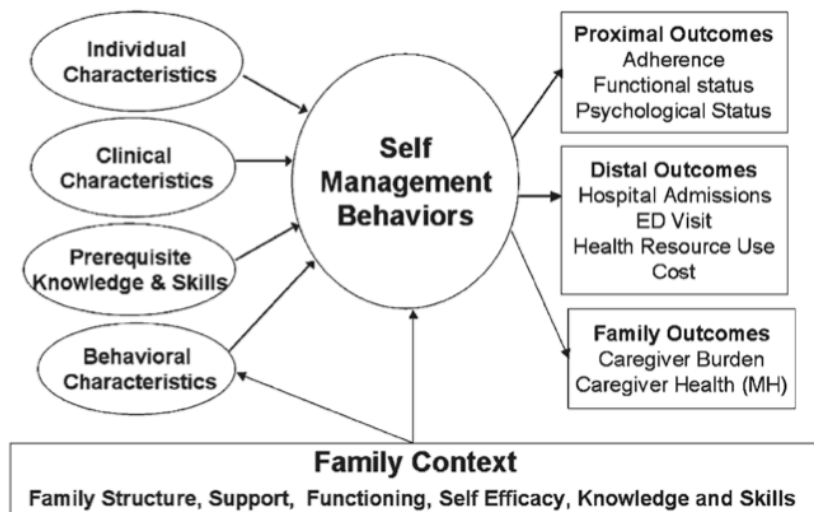 Individual
Characteristics
Clinical
Characteristics
Prerequisite
Knowledge & Skills
Behavioral
Characteristics
Self
Management
Behaviors
Proximal Outcomes
Adherence
Functional status
Psychological Status
Distal Outcomes
Hospital Admissions
ED Visit
Health Resource Use
Cost
Family Outcomes
Caregiver Burden
Caregiver Health (MH)
Family Context
Family Structure, Support, Functioning, Self Efficacy, Knowledge and Skills